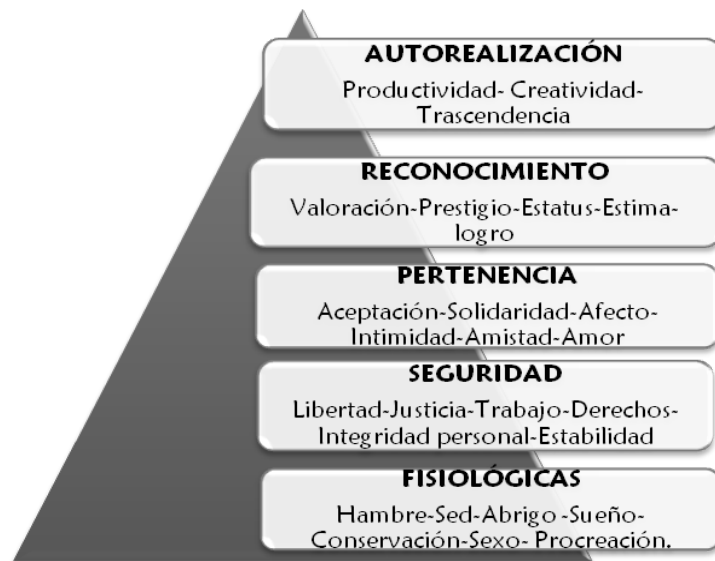 AUTOREALIZACIÓN
Productividad- Creatividad-
Trascendencia
RECONOCIMIENTO
Valoración-Prestigio-Estatus-Estima-
logro
PERTENENCIA
Aceptación-Solidaridad-Afecto-
Intimidad-Amistad-Amor
SEGURIDAD
Libertad-Justicia-Trabajo-Derechos-
Integridad personal-Estabilidad
FISIOLÓGICAS
Hambre-Sed-Abrigo -Sueño-
Conservación-Sexo- Procreación.